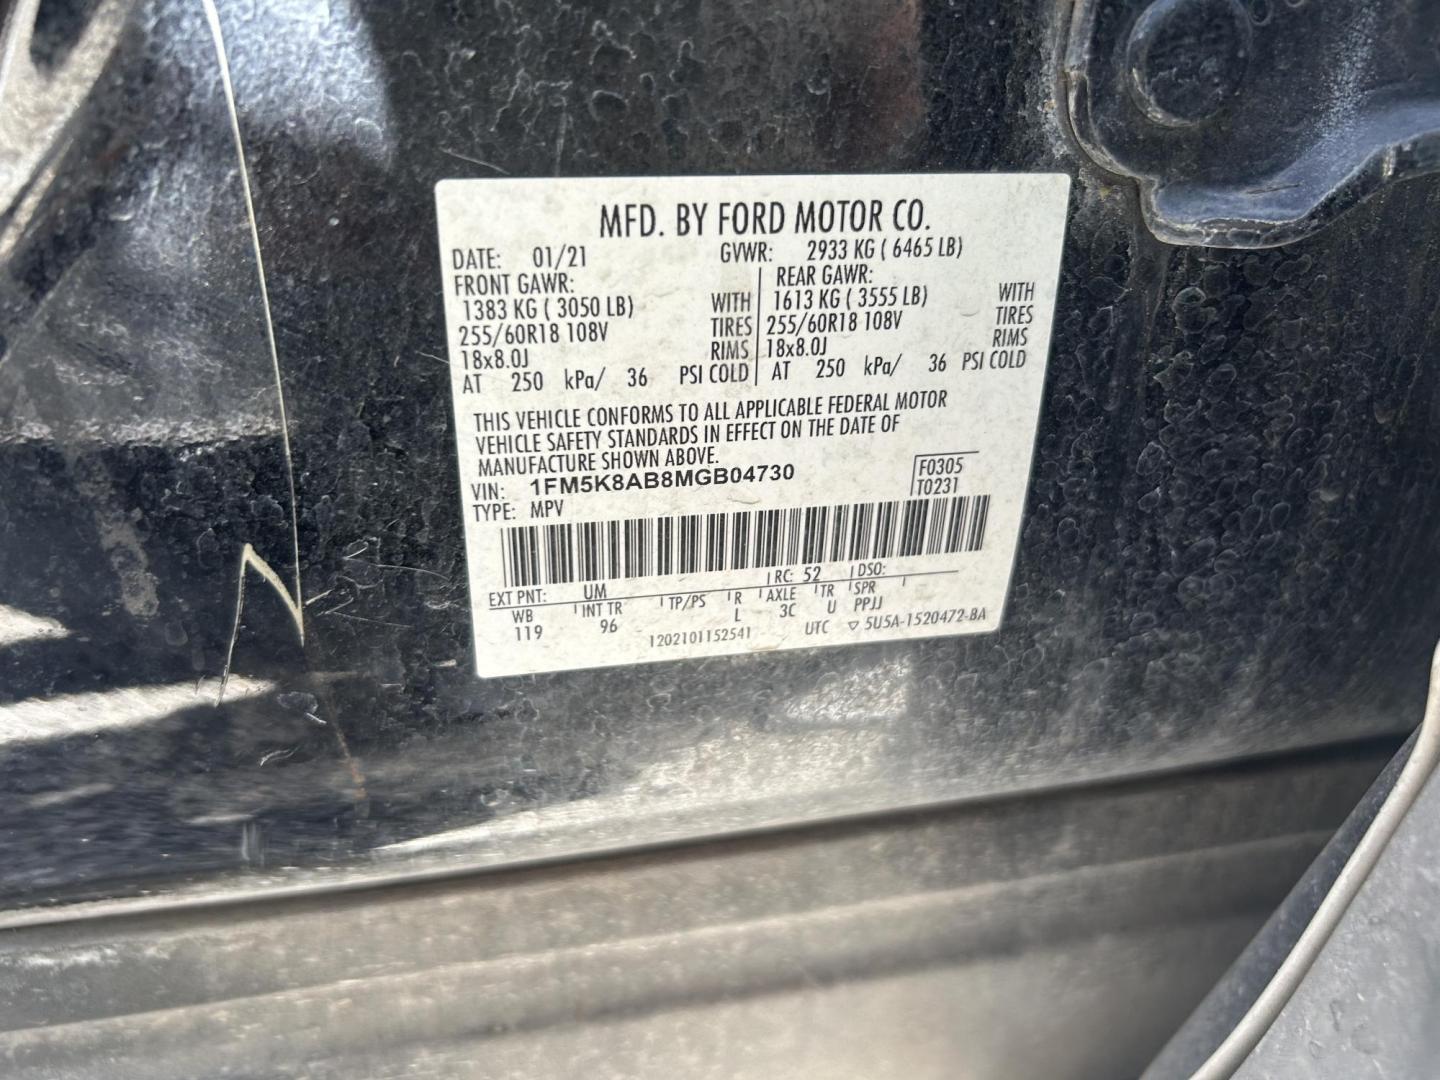 MFD. BY FORD MOTOR CO.
DATE: 01/21 GVWR: 2933 KG ( 6465 LB)
FRONT GAWR: REAR GAWR:
1383 KG ( 3050 LB) WITH 1613 KG ( 3555 LB) WITH
255/60R18 108V TIRES 255/60R18 108V TIRES
18x8.0J RIMS 18x8.0J RIMS
AT 250 kPa/ 36 PSI COLD AT 250 kPa/ 36 PSI COLD
THIS VEHICLE CONFORMS TO ALL APPLICABLE FEDERAL MOTOR
VEHICLE SAFETY STANDARDS IN EFFECT ON THE DATE OF
MANUFACTURE SHOWN ABOVE.
VIN: 1FM5K8AB8MGB04730 F0305
TYPE: MPV T0231
EXT PNT: UM RC: 52 DSO:
WB INT TR TP/PS R AXLE TR SPR
119 96 L 3C U PPJJ
1202101152541 UTC ▽ 5U5A-1520472-BA